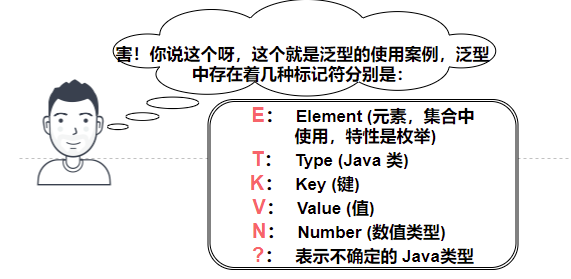 害！你说这个呀，这个就是泛型的使用案例，泛型
中存在着几种标记符分别是：
E： Element (元素，集合中
使用，特性是枚举)
T： Type (Java 类)
K： Key (键)
V： Value (值)
N： Number (数值类型)
?： 表示不确定的 Java类型